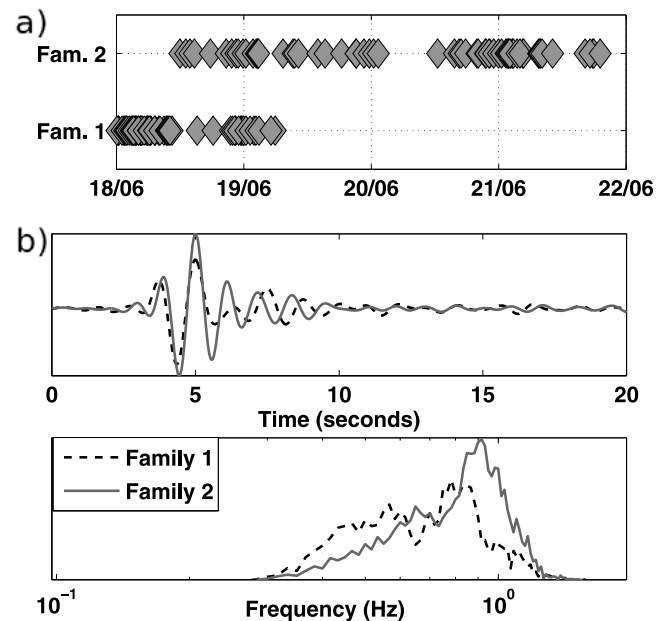 a)
Fam. 2
Fam. 1
18/06 19/06 20/06 21/06 22/06
b)
0 5 10 15 20
Time (seconds)
Family 1
Family 2
10⁻¹ 10⁰
Frequency (Hz)